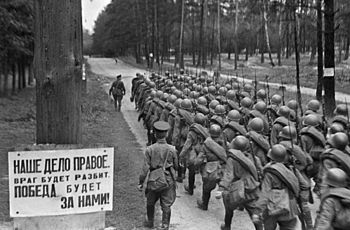 НАШЕ ДЕЛО ПРАВОЕ.
ВРАГ БУДЕТ РАЗБИТ.
ПОБЕДА БУДЕТ
ЗА НАМИ!